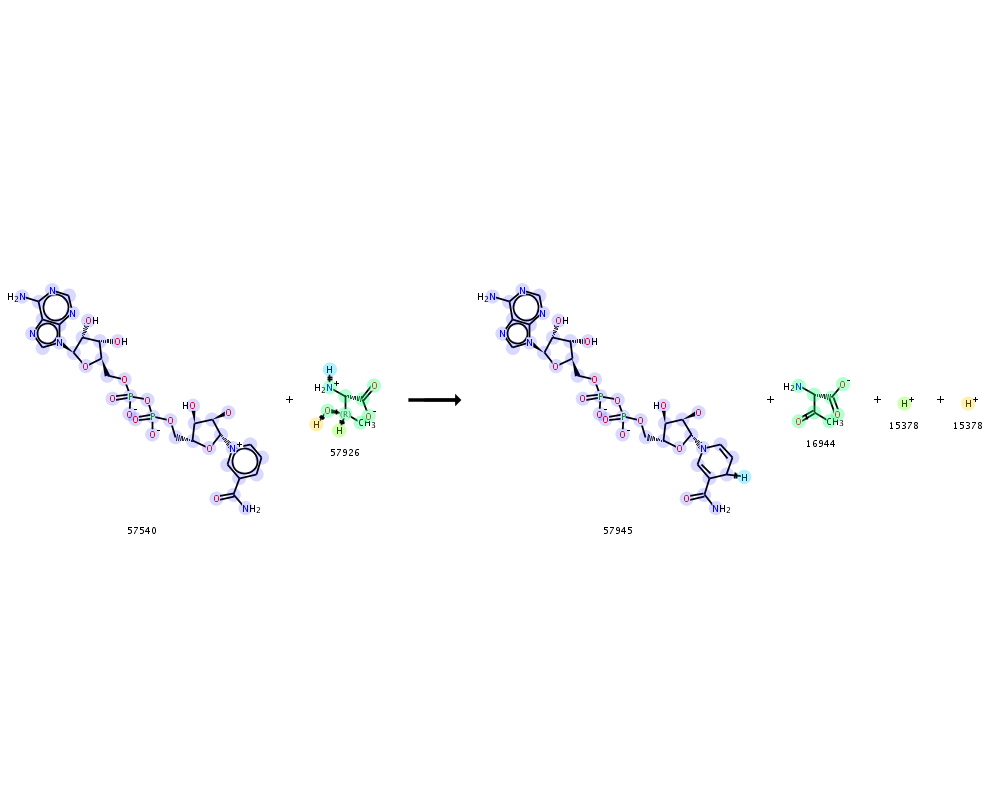 H₂N N N N N OH OH O O O P O⁻ O O P O O⁻ HO O O N⁺ O NH₂
57540
+
H H₂N⁺ O O (R) O⁻ H H CH₃
57926
H₂N N N N N OH OH O O O P O⁻ O O P O O⁻ HO O O N H O NH₂
57945
+
H₂N O⁻ O O CH₃
16944
+
H⁺
15378
+
H⁺
15378